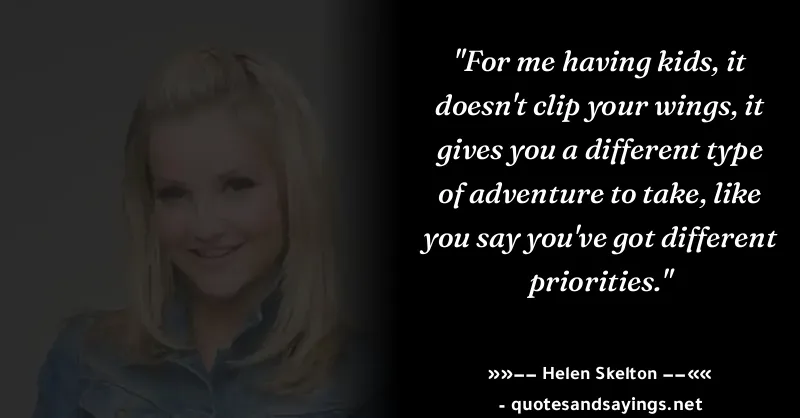 "For me having kids, it
doesn't clip your wings, it
gives you a different type
of adventure to take, like
you say you've got different
priorities."
»»–– Helen Skelton ––««
- quotesandsayings.net